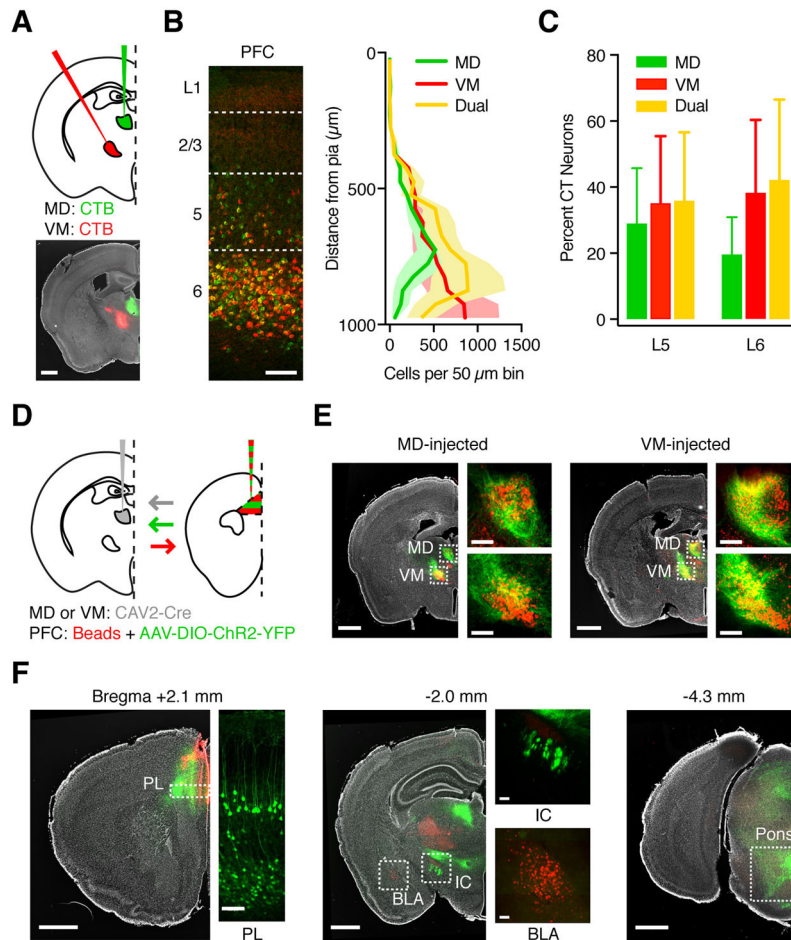 A
MD: CTB
VM: CTB
B
PFC
L1
2/3
5
6
0
500
1000
Distance from pia (µm)
MD
VM
Dual
0
500
1000
1500
Cells per 50 µm bin
C
80
60
40
20
0
Percent CT Neurons
MD
VM
Dual
L5
L6
D
MD or VM: CAV2-Cre
PFC: Beads + AAV-DIO-ChR2-YFP
E
MD-injected
MD
VM
VM-injected
MD
VM
F
Bregma +2.1 mm
PL
PL
-2.0 mm
BLA
IC
IC
BLA
-4.3 mm
Pons